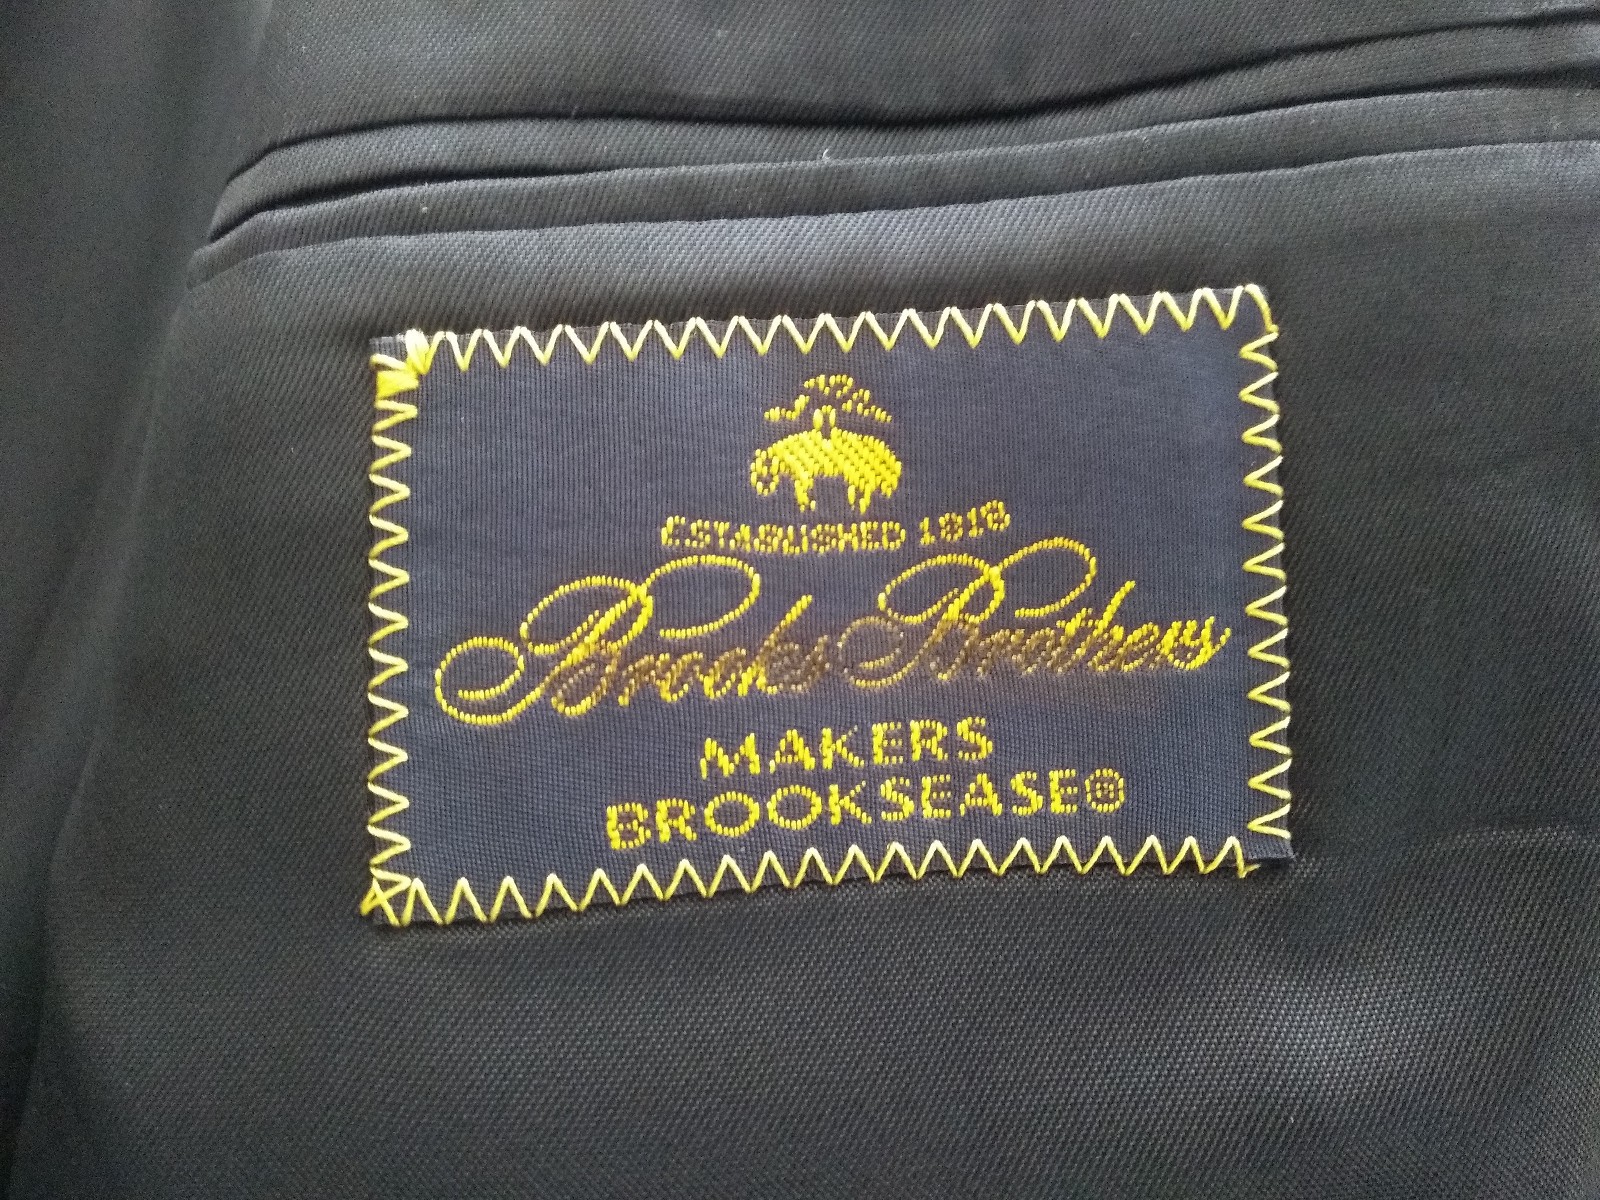 ESTABLISHED 1818
Brooks Brothers
MAKERS
BROOKSEASE®